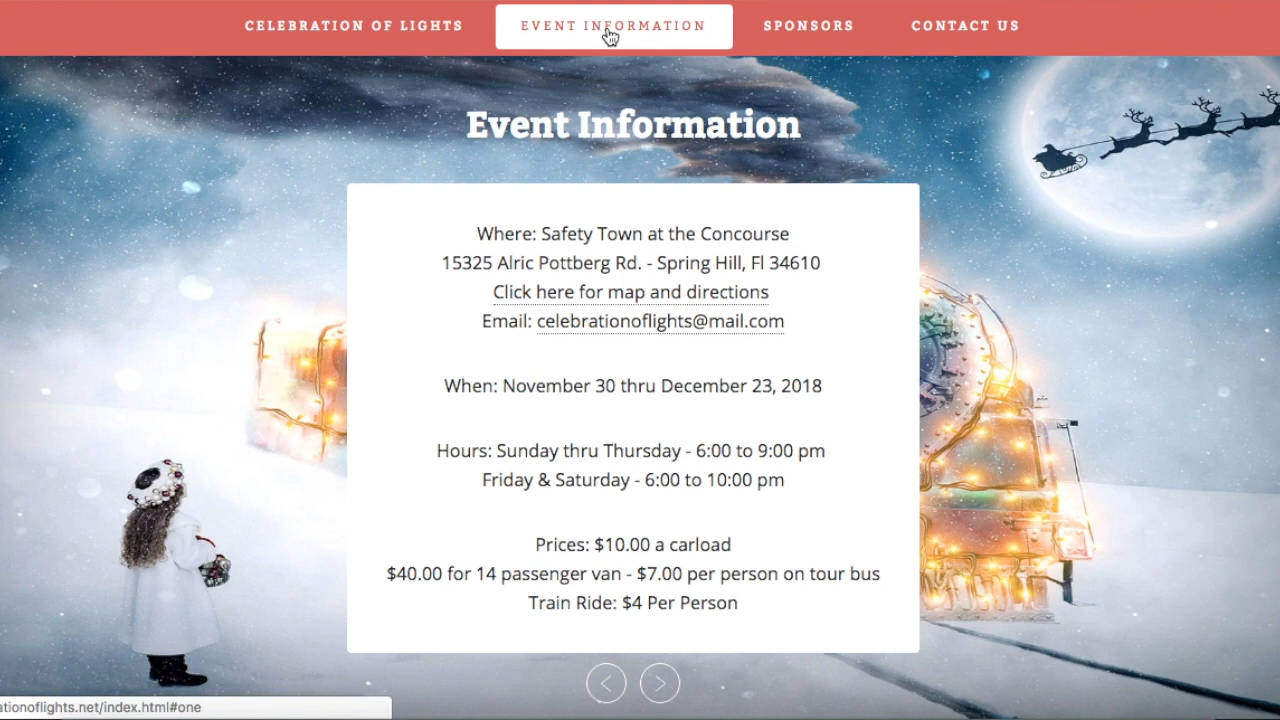 CELEBRATION OF LIGHTS EVENT INFORMATION SPONSORS CONTACT US
Event Information
Where: Safety Town at the Concourse
15325 Alric Pottberg Rd. - Spring Hill, Fl 34610
Click here for map and directions
Email: celebrationoflights@mail.com
When: November 30 thru December 23, 2018
Hours: Sunday thru Thursday - 6:00 to 9:00 pm
Friday & Saturday - 6:00 to 10:00 pm
Prices: $10.00 a carload
$40.00 for 14 passenger van - $7.00 per person on tour bus
Train Ride: $4 Per Person
ationoflights.net/index.html#one